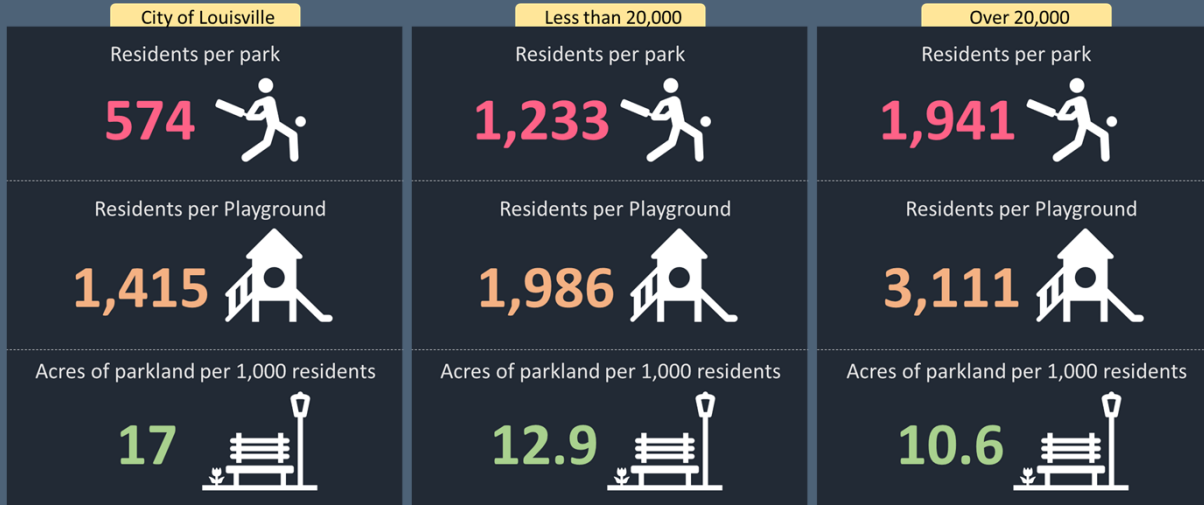 City of Louisville
Residents per park
574
Residents per Playground
1,415
Acres of parkland per 1,000 residents
17
Less than 20,000
Residents per park
1,233
Residents per Playground
1,986
Acres of parkland per 1,000 residents
12.9
Over 20,000
Residents per park
1,941
Residents per Playground
3,111
Acres of parkland per 1,000 residents
10.6